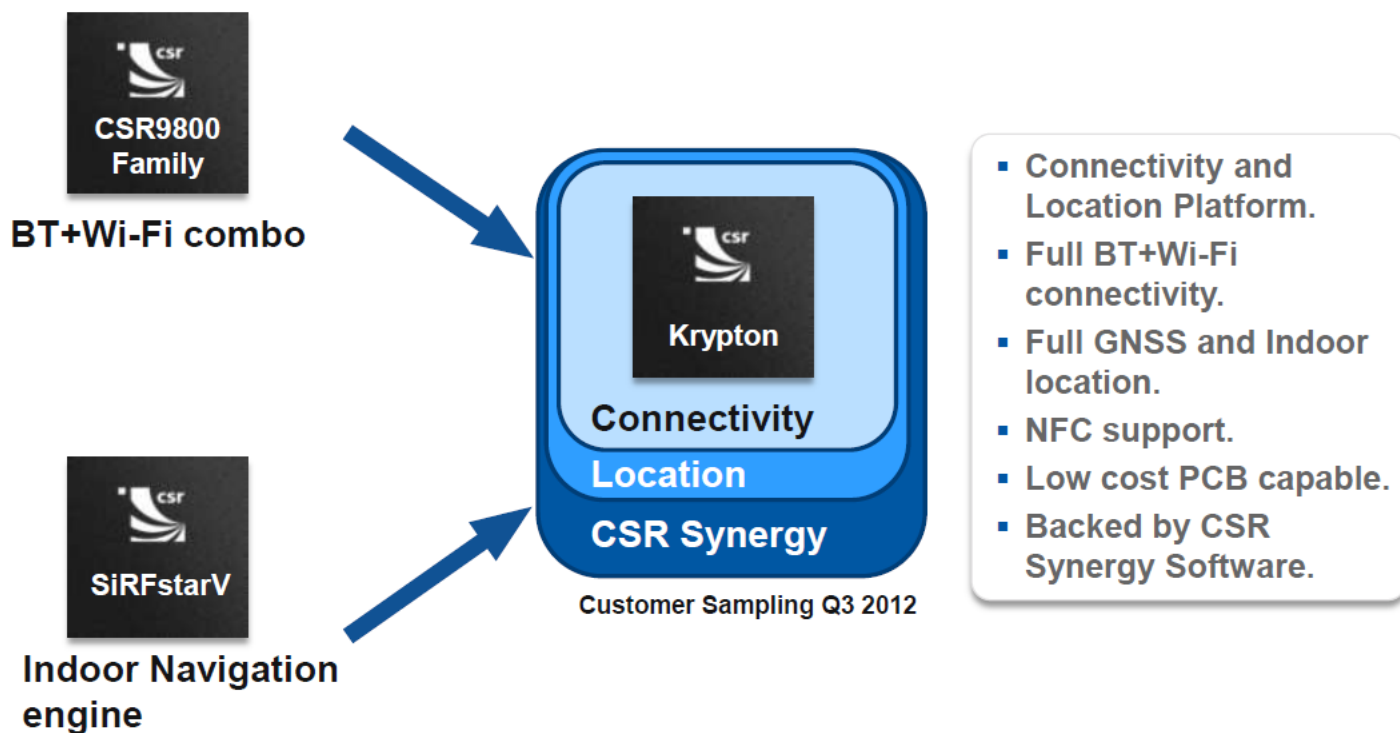 csr
CSR9800
Family
BT+Wi-Fi combo
csr
SiRFstarV
Indoor Navigation
engine
csr
Krypton
Connectivity
Location
CSR Synergy
Customer Sampling Q3 2012
▪ Connectivity and
Location Platform.
▪ Full BT+Wi-Fi
connectivity.
▪ Full GNSS and Indoor
location.
▪ NFC support.
▪ Low cost PCB capable.
▪ Backed by CSR
Synergy Software.